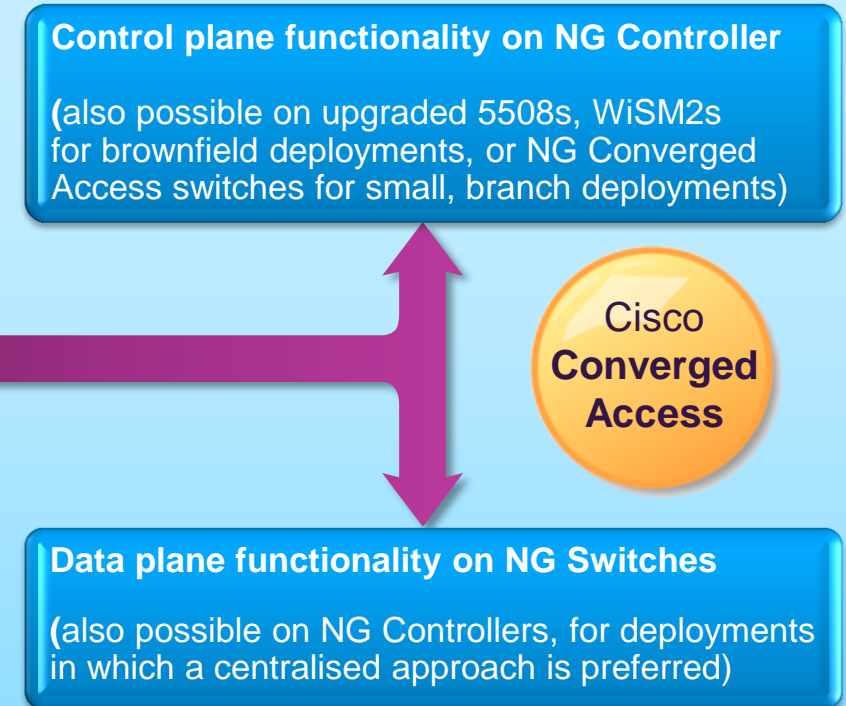 Control plane functionality on NG Controller
(also possible on upgraded 5508s, WiSM2s
for brownfield deployments, or NG Converged
Access switches for small, branch deployments)
Cisco
Converged
Access
Data plane functionality on NG Switches
(also possible on NG Controllers, for deployments
in which a centralised approach is preferred)